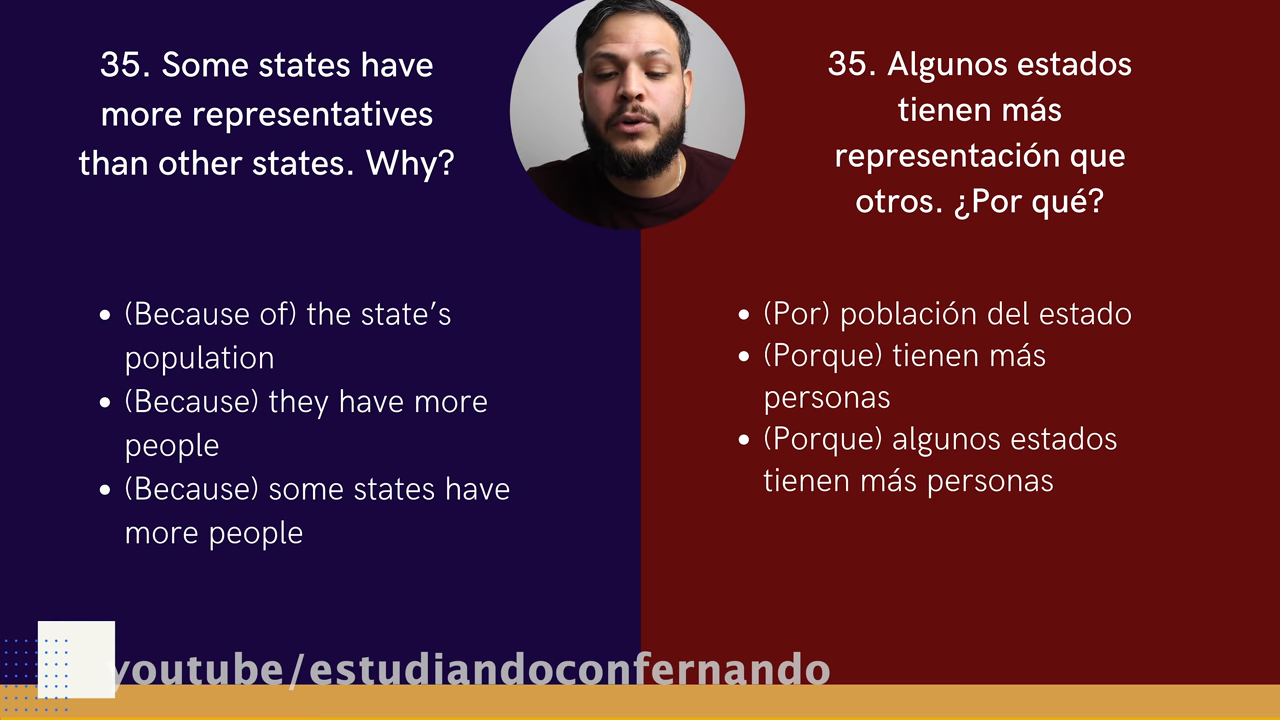 35. Some states have
more representatives
than other states. Why?
• (Because of) the state's
population
• (Because) they have more
people
• (Because) some states have
more people
35. Algunos estados
tienen más
representación que
otros. ¿Por qué?
• (Por) población del estado
• (Porque) tienen más
personas
• (Porque) algunos estados
tienen más personas
youtube/estudiandoconfernando